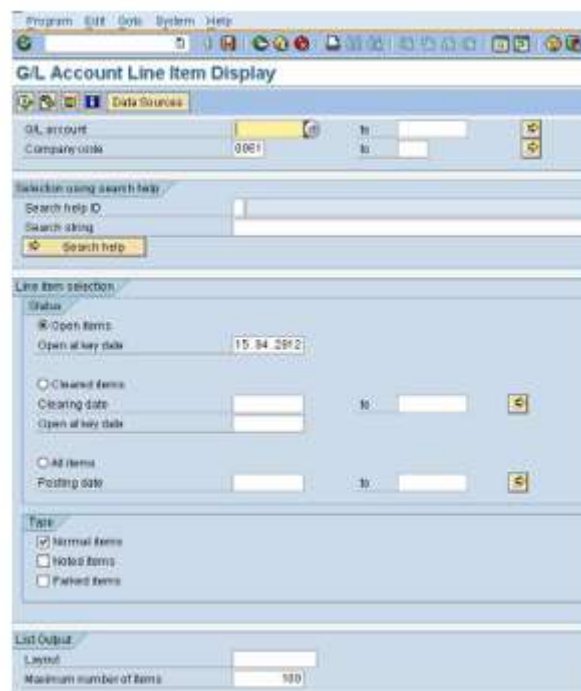 Program Edit Goto System Help
G/L Account Line Item Display
Data Sources
G/L account to
Company code 0001 to
Selection using search help
Search help ID
Search string
Search help
Line item selection
Status
Open items
Open at key date 15.04.2012
Cleared items
Clearing date to
Open at key date
All items
Posting date to
Type
Normal items
Noted items
Parked items
List Output
Layout
Maximum number of items 100